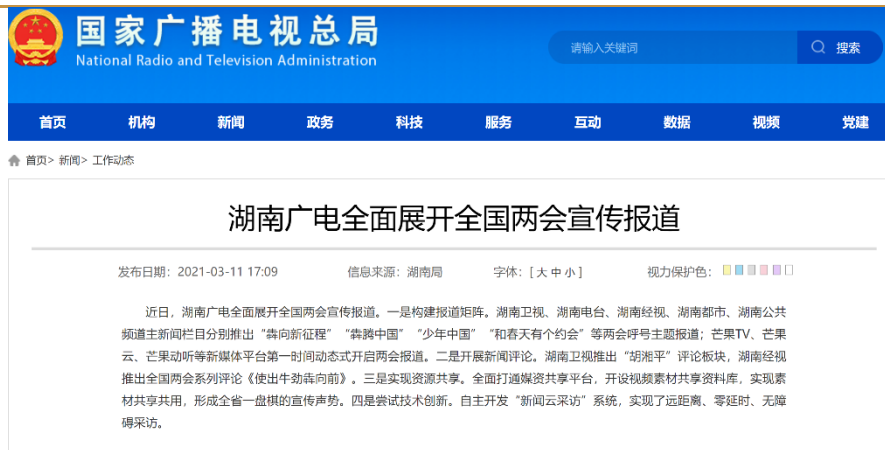 国家广播电视总局
National Radio and Television Administration
请输入关键词
搜索
首页 机构 新闻 政务 科技 服务 互动 数据 视频 党建
首页> 新闻> 工作动态
湖南广电全面展开全国两会宣传报道
发布日期：2021-03-11 17:09 信息来源：湖南局 字体：[ 大 中 小 ] 视力保护色：
近日，湖南广电全面展开全国两会宣传报道。一是构建报道矩阵。湖南卫视、湖南电台、湖南经视、湖南都市、湖南公共
频道主新闻栏目分别推出“犇向新征程”“犇腾中国”“少年中国”“和春天有个约会”等两会呼号主题报道；芒果TV、芒果
云、芒果动听等新媒体平台第一时间动态式开启两会报道。二是开展新闻评论。湖南卫视推出“胡湘平”评论板块，湖南经视
推出全国两会系列评论《使出牛劲犇向前》。三是实现资源共享。全面打通媒资共享平台，开设视频素材共享资料库，实现素
材共享共用，形成全省一盘棋的宣传声势。四是尝试技术创新。自主开发“新闻云采访”系统，实现了远距离、零延时、无障
碍采访。